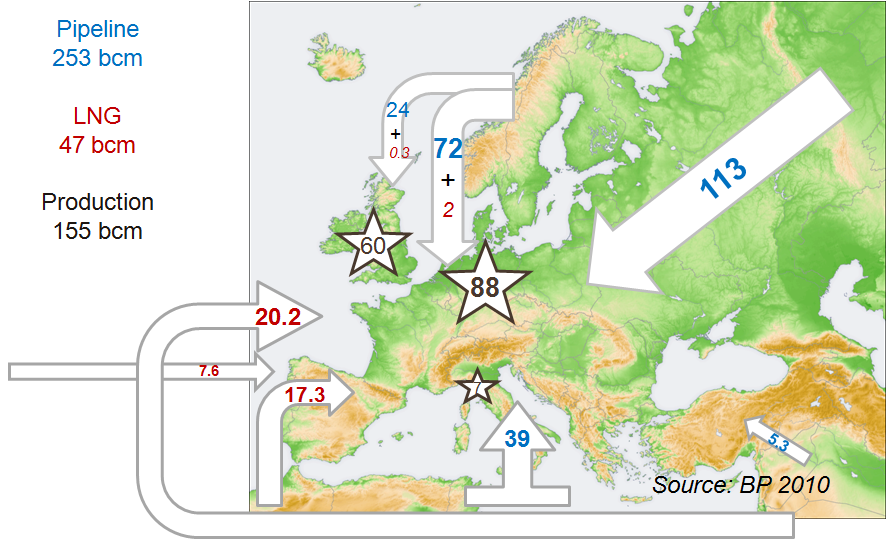 Pipeline
253 bcm
LNG
47 bcm
Production
155 bcm
24
+
0.3
72
+
2
113
60
88
20.2
7.6
17.3
7
39
5.3
Source: BP 2010